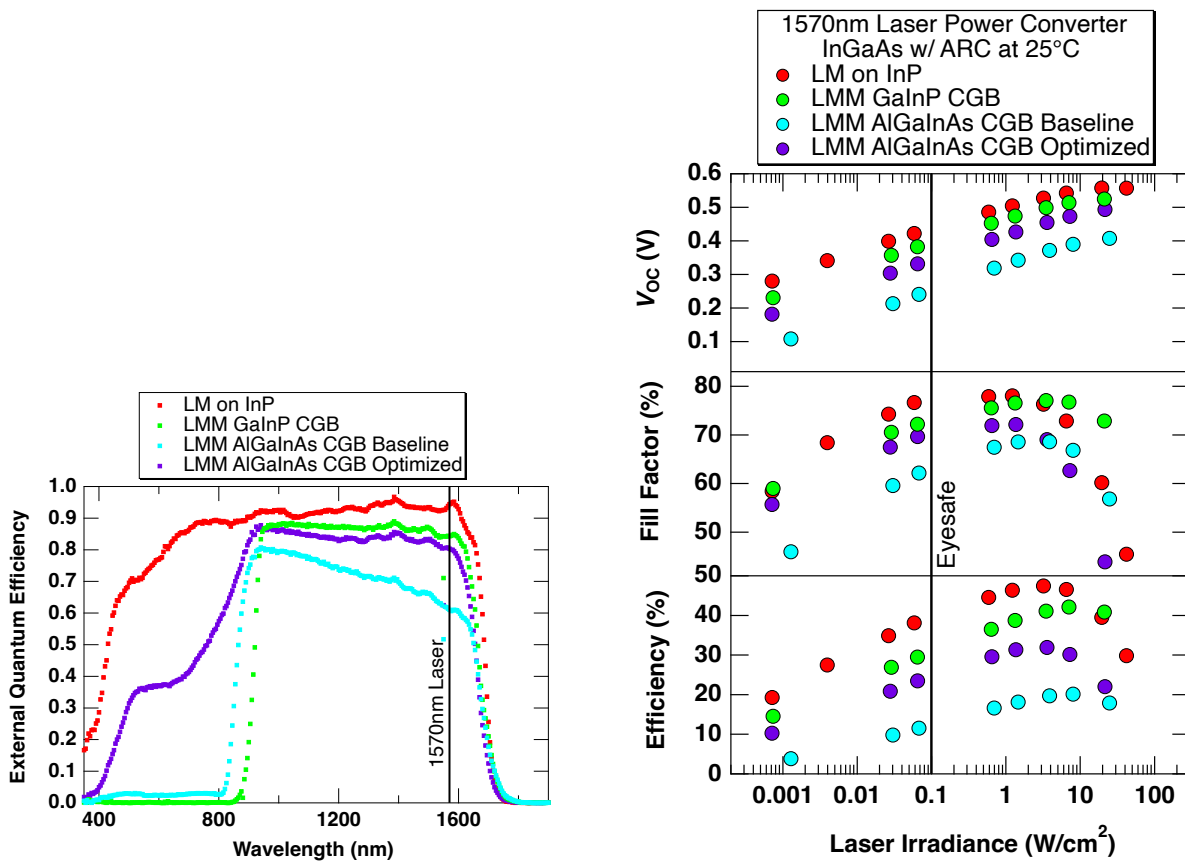 LM on InP
LMM GaInP CGB
LMM AlGaInAs CGB Baseline
LMM AlGaInAs CGB Optimized
External Quantum Efficiency
1.0
0.9
0.8
0.7
0.6
0.5
0.4
0.3
0.2
0.1
0.0
1570nm Laser
400 800 1200 1600
Wavelength (nm)
1570nm Laser Power Converter
InGaAs w/ ARC at 25°C
LM on InP
LMM GaInP CGB
LMM AlGaInAs CGB Baseline
LMM AlGaInAs CGB Optimized
VOC (V)
0.6
0.5
0.4
0.3
0.2
0.1
Fill Factor (%)
80
70
60
50
Eyesafe
Efficiency (%)
50
40
30
20
10
0
0.001 0.01 0.1 1 10 100
Laser Irradiance (W/cm²)